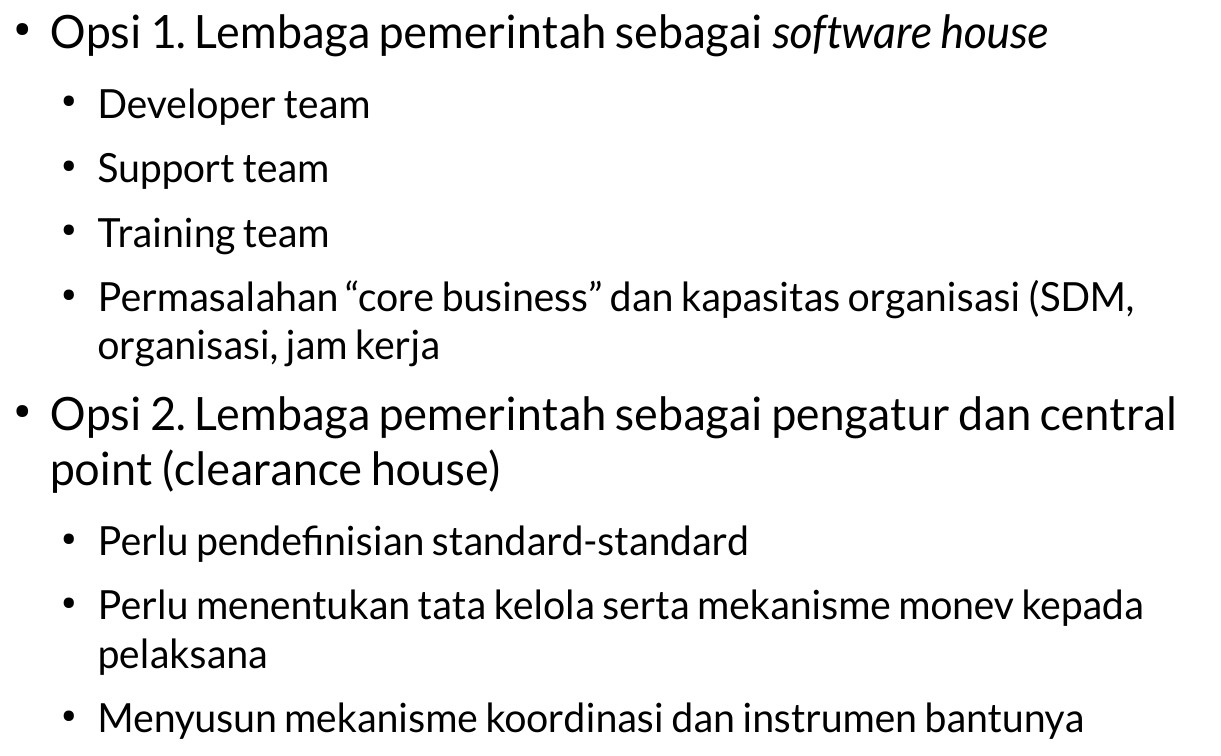 • Opsi 1. Lembaga pemerintah sebagai software house
• Developer team
• Support team
• Training team
• Permasalahan “core business” dan kapasitas organisasi (SDM,
organisasi, jam kerja
• Opsi 2. Lembaga pemerintah sebagai pengatur dan central
point (clearance house)
• Perlu pendefinisian standard-standard
• Perlu menentukan tata kelola serta mekanisme monev kepada
pelaksana
• Menyusun mekanisme koordinasi dan instrumen bantunya